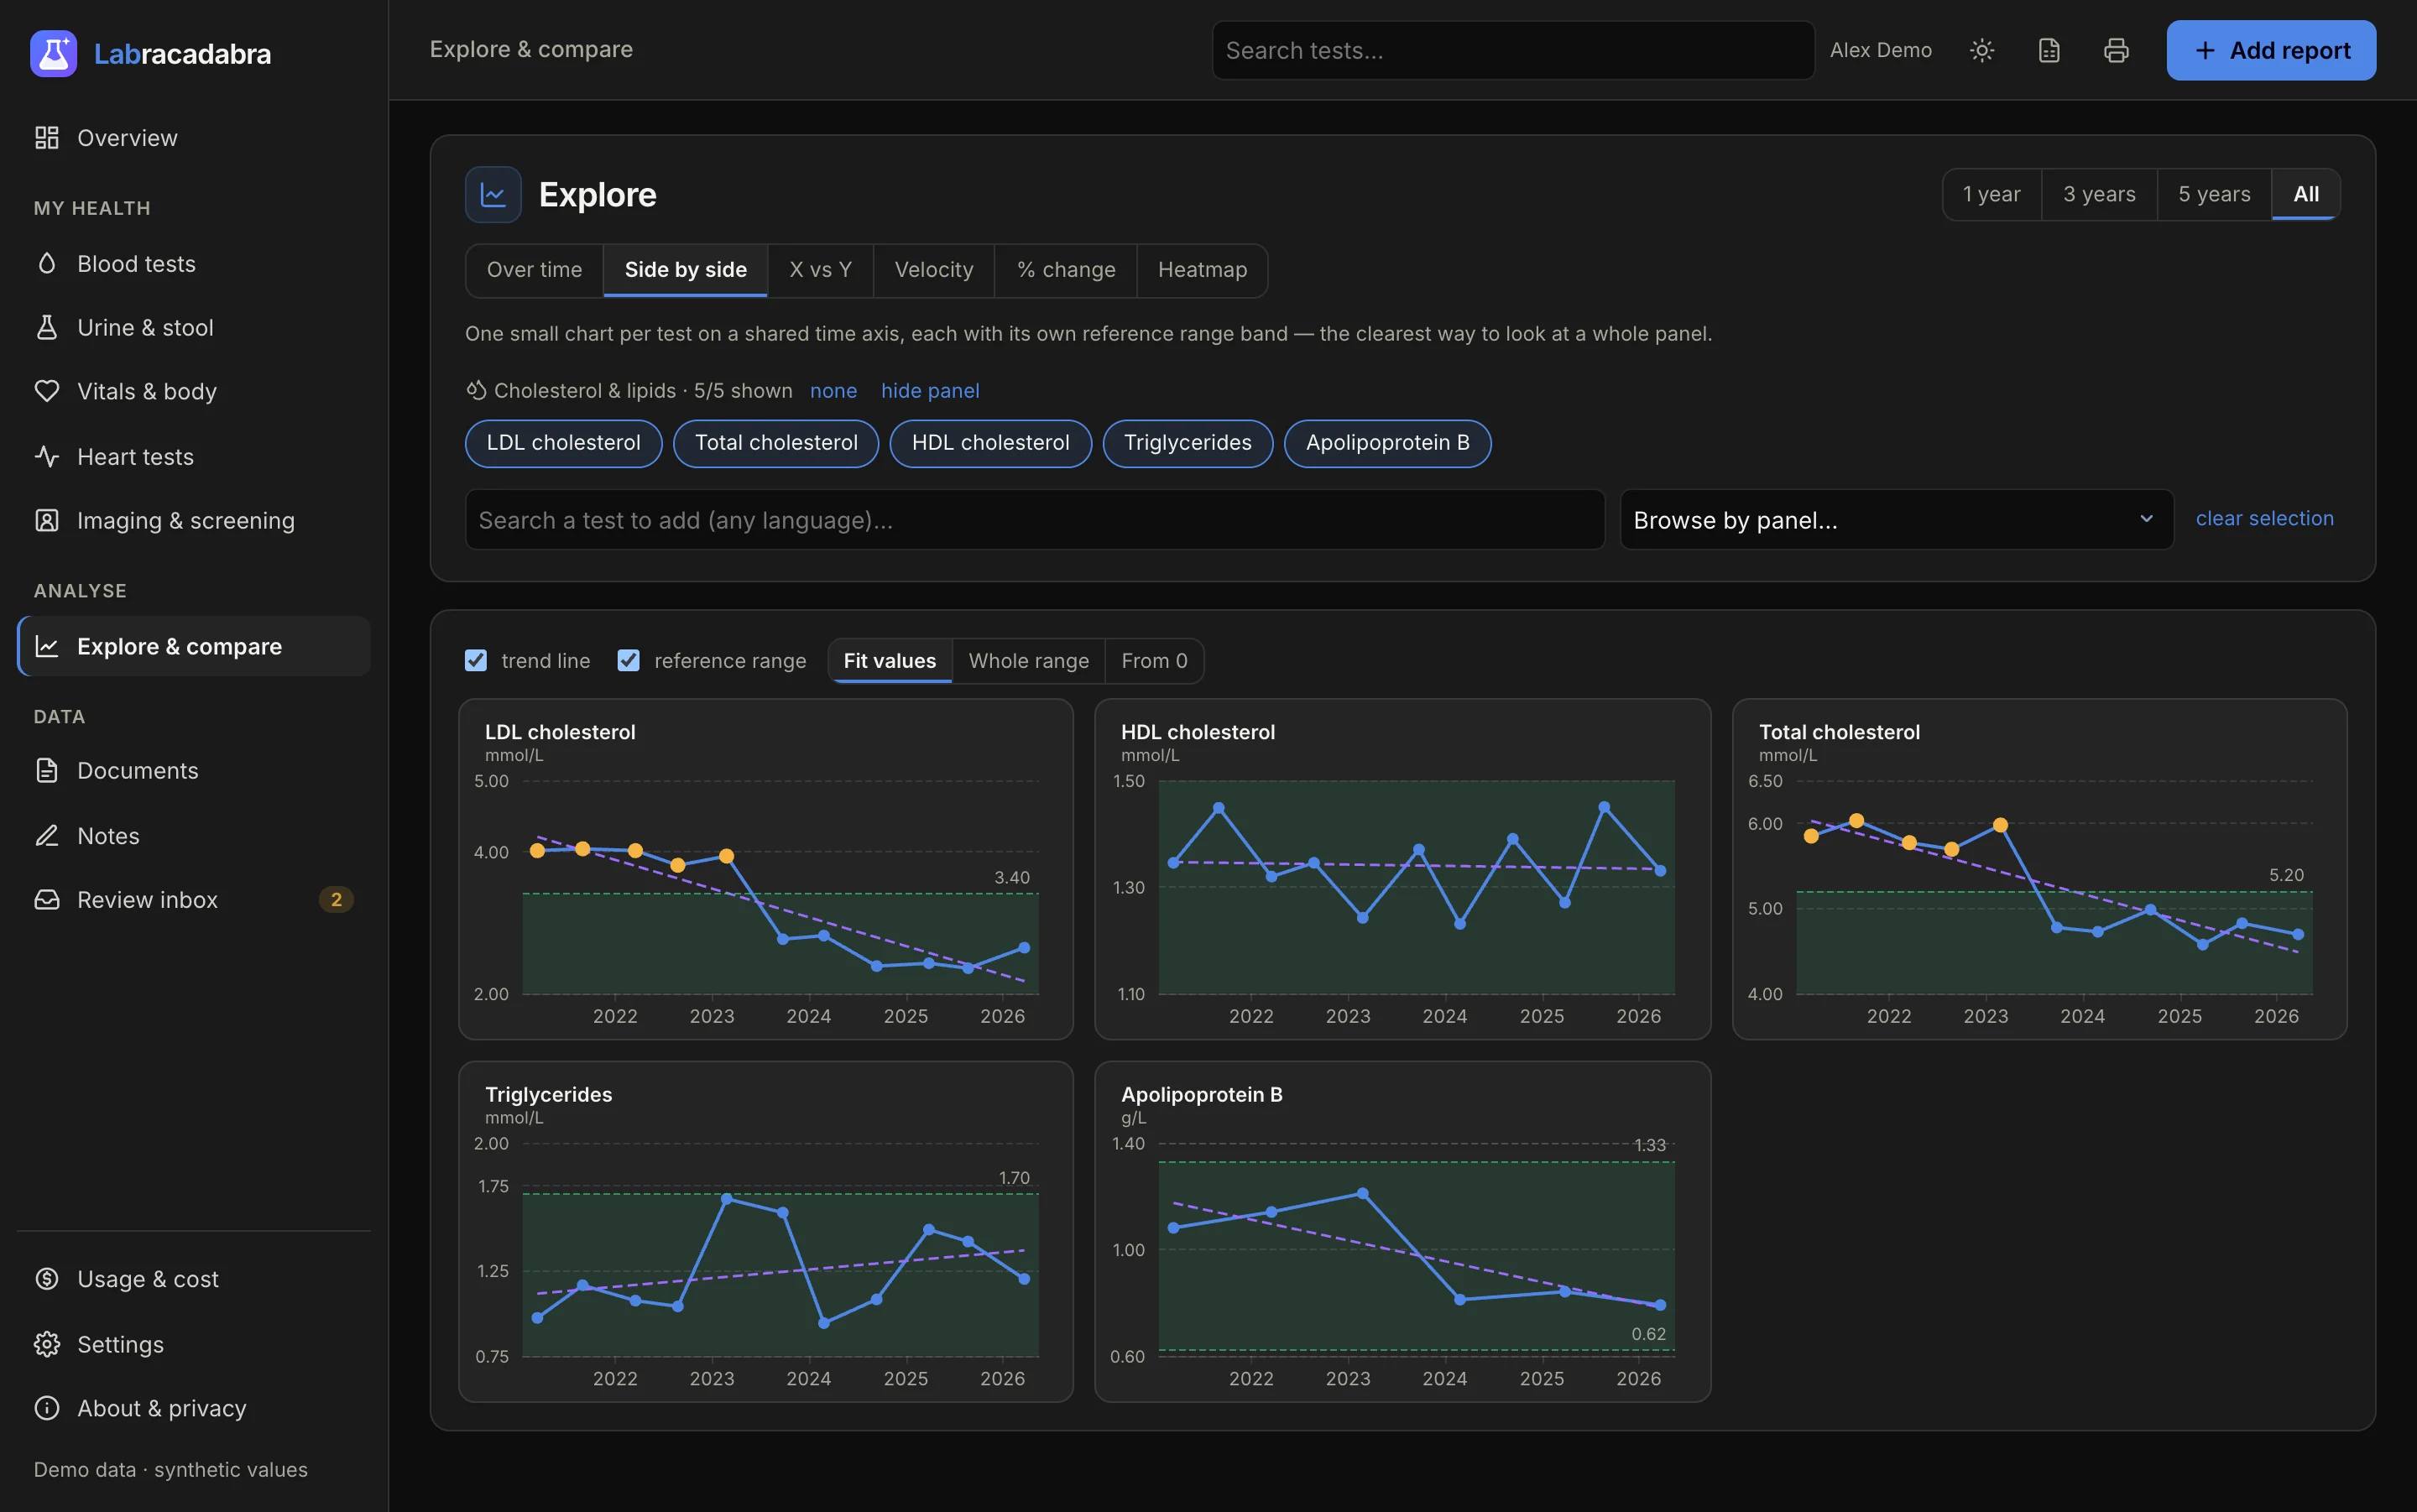 Labracadabra
Explore & compare
Search tests...
Alex Demo
Add report
Overview
MY HEALTH
Blood tests
Urine & stool
Vitals & body
Heart tests
Imaging & screening
ANALYSE
Explore & compare
DATA
Documents
Notes
Review inbox
2
Usage & cost
Settings
About & privacy
Demo data · synthetic values
Explore
1 year
3 years
5 years
All
Over time
Side by side
X vs Y
Velocity
% change
Heatmap
One small chart per test on a shared time axis, each with its own reference range band — the clearest way to look at a whole panel.
Cholesterol & lipids · 5/5 shown none hide panel
LDL cholesterol
Total cholesterol
HDL cholesterol
Triglycerides
Apolipoprotein B
Search a test to add (any language)...
Browse by panel...
clear selection
trend line
reference range
Fit values
Whole range
From 0
LDL cholesterol
mmol/L
5.00
4.00
3.40
2.00
2022 2023 2024 2025 2026
HDL cholesterol
mmol/L
1.50
1.30
1.10
2022 2023 2024 2025 2026
Total cholesterol
mmol/L
6.50
6.00
5.20
5.00
4.00
2022 2023 2024 2025 2026
Triglycerides
mmol/L
2.00
1.70
1.75
1.25
0.75
2022 2023 2024 2025 2026
Apolipoprotein B
g/L
1.40
1.33
1.00
0.62
0.60
2022 2023 2024 2025 2026